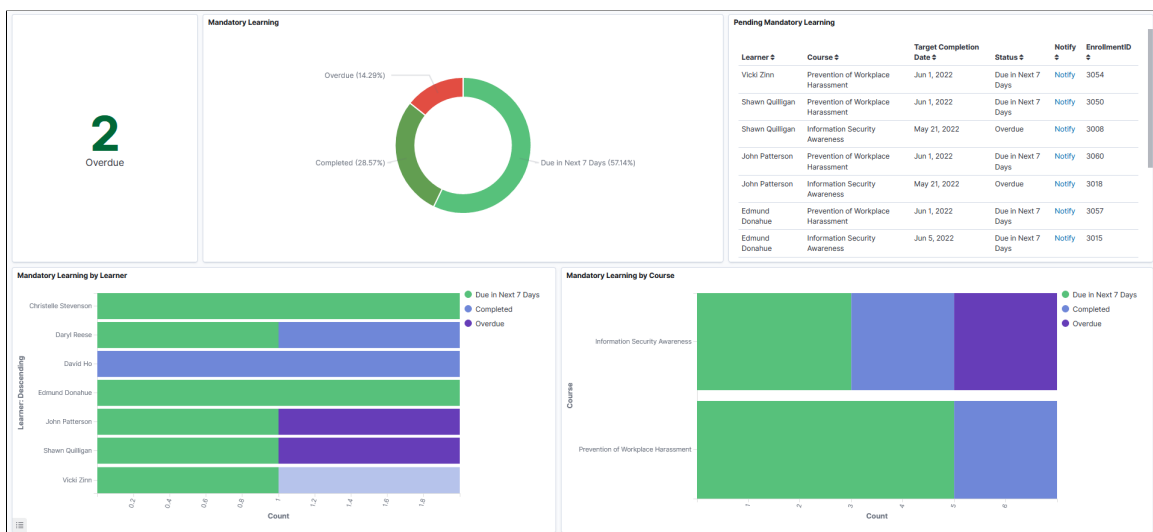 2
Overdue
Mandatory Learning
Overdue (14.29%)
Completed (28.57%)
Due in Next 7 Days (57.14%)
Pending Mandatory Learning
Learner Course Target Completion Date Status Notify EnrollmentID
Vicki Zinn Prevention of Workplace Harassment Jun 1, 2022 Due in Next 7 Days Notify 3054
Shawn Quilligan Prevention of Workplace Harassment Jun 1, 2022 Due in Next 7 Days Notify 3050
Shawn Quilligan Information Security Awareness May 21, 2022 Overdue Notify 3008
John Patterson Prevention of Workplace Harassment Jun 1, 2022 Due in Next 7 Days Notify 3060
John Patterson Information Security Awareness May 21, 2022 Overdue Notify 3018
Edmund Donahue Prevention of Workplace Harassment Jun 1, 2022 Due in Next 7 Days Notify 3057
Edmund Donahue Information Security Awareness Jun 5, 2022 Due in Next 7 Days Notify 3015
Mandatory Learning by Learner
Learner: Descending
Christelle Stevenson
Daryl Reese
David Ho
Edmund Donahue
John Patterson
Shawn Quilligan
Vicki Zinn
0.2 0.4 0.6 0.8 1 1.2 1.4 1.6 1.8
Count
Due in Next 7 Days
Completed
Overdue
Mandatory Learning by Course
Course
Information Security Awareness
Prevention of Workplace Harassment
1 2 3 4 5 6
Count
Due in Next 7 Days
Completed
Overdue